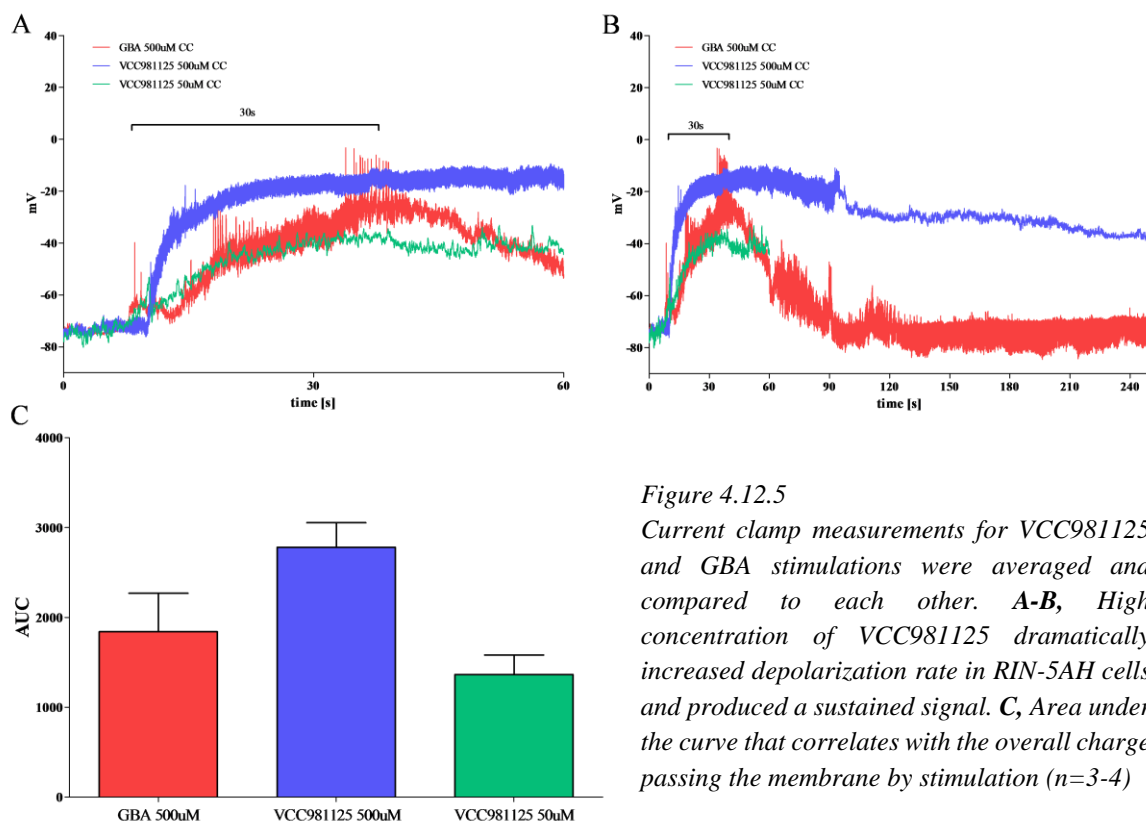 A
GBA 500uM CC
VCC981125 500uM CC
VCC981125 50uM CC
30s
40
20
0
-20
-40
-60
-80
mV
0
30
60
time [s]
B
GBA 500uM CC
VCC981125 500uM CC
VCC981125 50uM CC
30s
40
20
0
-20
-40
-60
-80
mV
0
30
60
90
120
150
180
210
240
time [s]
C
4000
3000
2000
1000
0
AUC
GBA 500uM
VCC981125 500uM
VCC981125 50uM
Figure 4.12.5
Current clamp measurements for VCC981125
and GBA stimulations were averaged and
compared to each other. A-B, High
concentration of VCC981125 dramatically
increased depolarization rate in RIN-5AH cells
and produced a sustained signal. C, Area under
the curve that correlates with the overall charge
passing the membrane by stimulation (n=3-4)